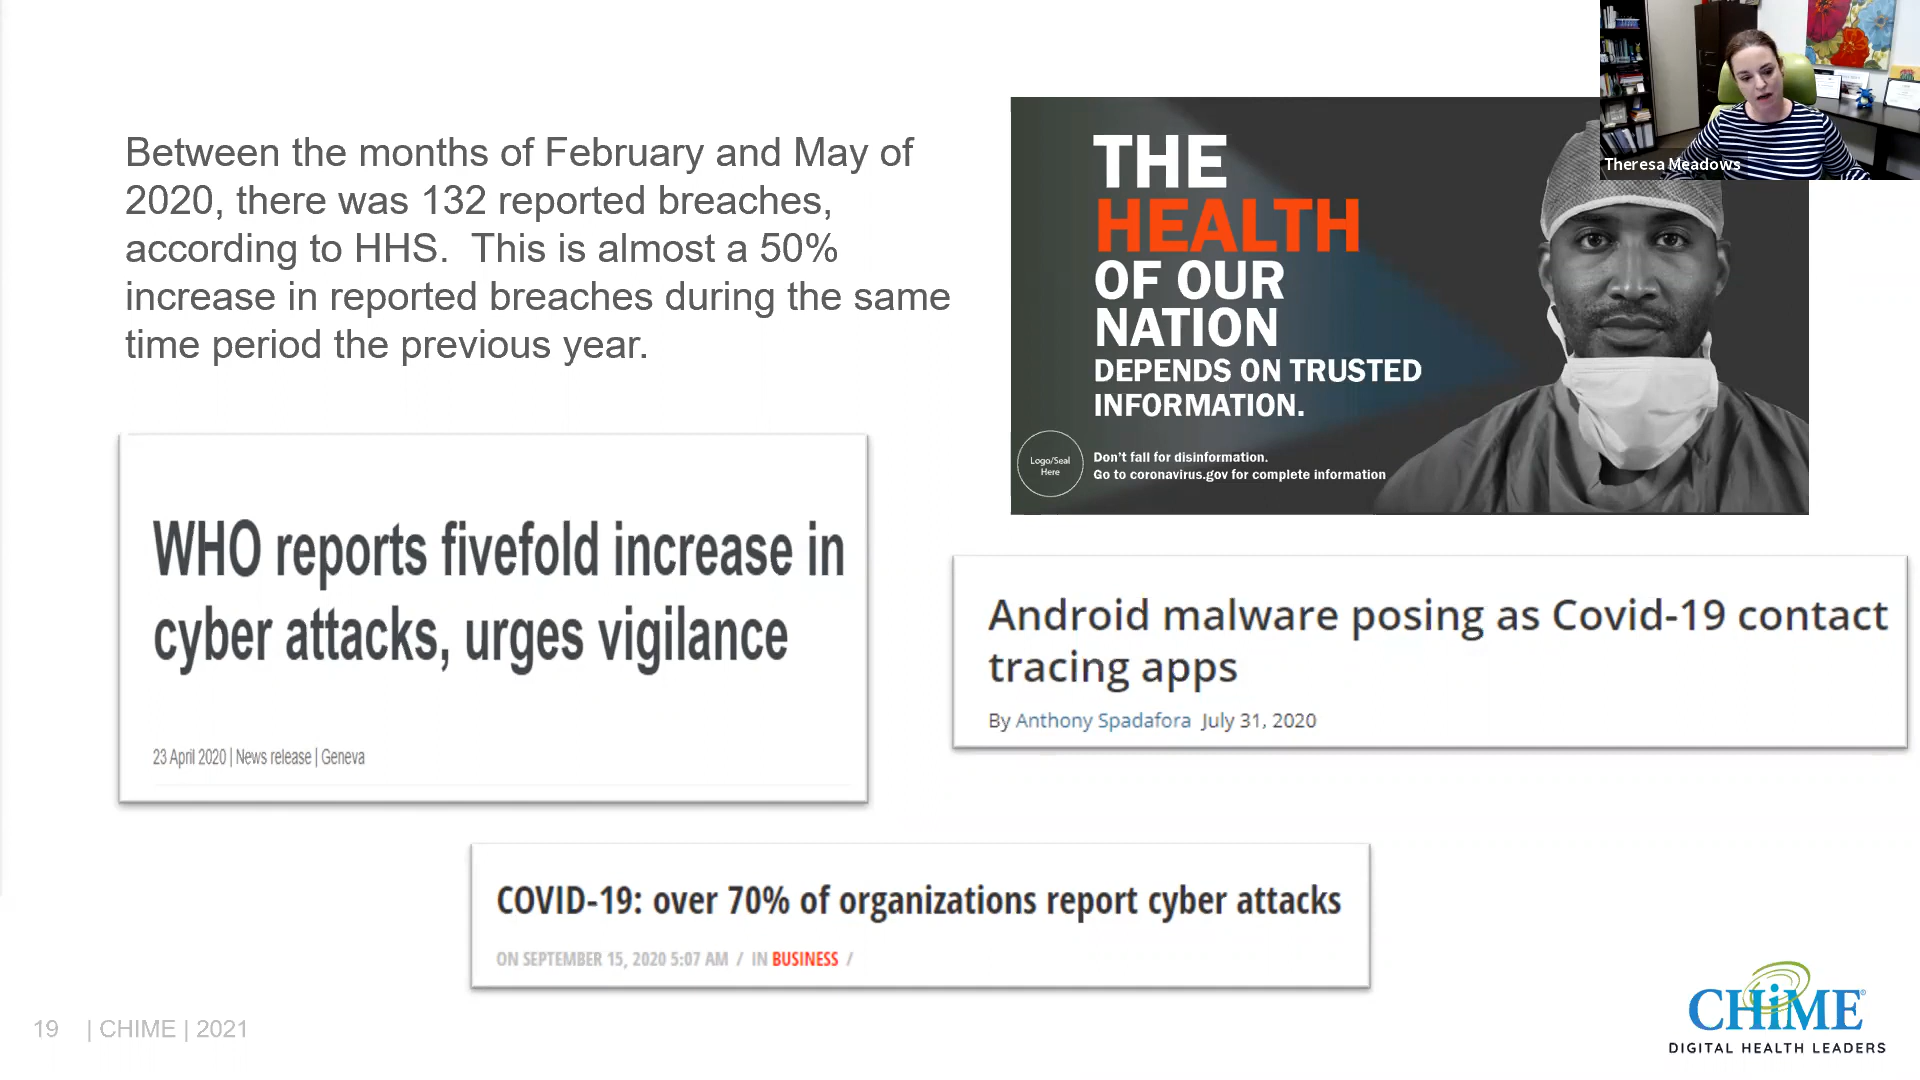 Between the months of February and May of
2020, there was 132 reported breaches,
according to HHS.  This is almost a 50%
increase in reported breaches during the same
time period the previous year.
THE
HEALTH
OF OUR
NATION
DEPENDS ON TRUSTED
INFORMATION.
Logo/Seal
Here
Don't fall for disinformation.
Go to coronavirus.gov for complete information
Theresa Meadows
WHO reports fivefold increase in
cyber attacks, urges vigilance
23 April 2020 | News release | Geneva
Android malware posing as Covid-19 contact
tracing apps
By Anthony Spadafora July 31, 2020
COVID-19: over 70% of organizations report cyber attacks
ON SEPTEMBER 15, 2020 5:07 AM / IN BUSINESS /
19 | CHIME | 2021
CHiME®
DIGITAL HEALTH LEADERS